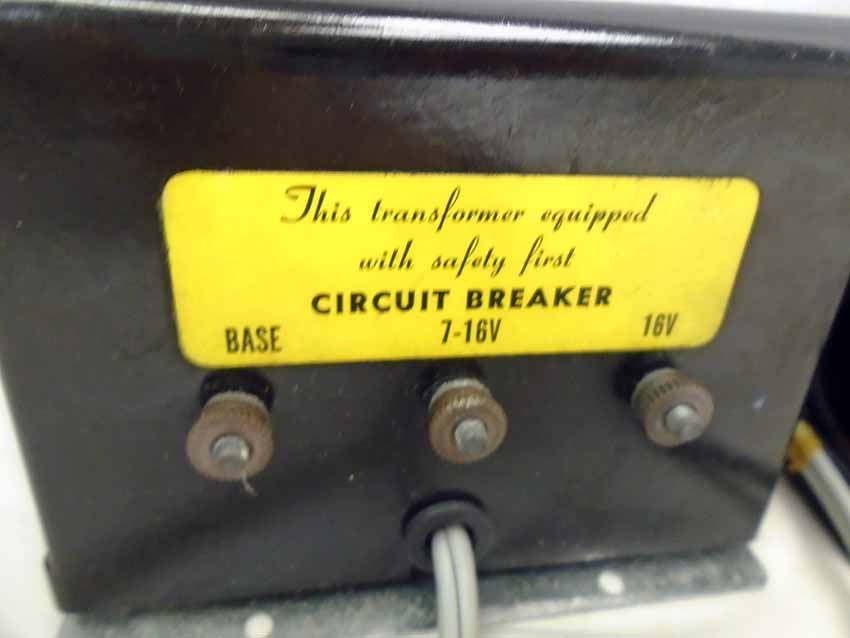 This transformer equipped
with safety first
CIRCUIT BREAKER
BASE 7-16V 16V